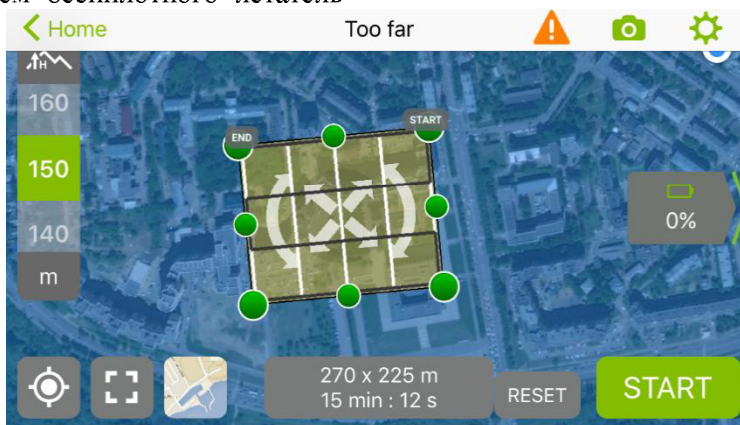 Home
Too far
H
160
150
140
m
END
START
0%
270 x 225 m
15 min : 12 s
RESET
START